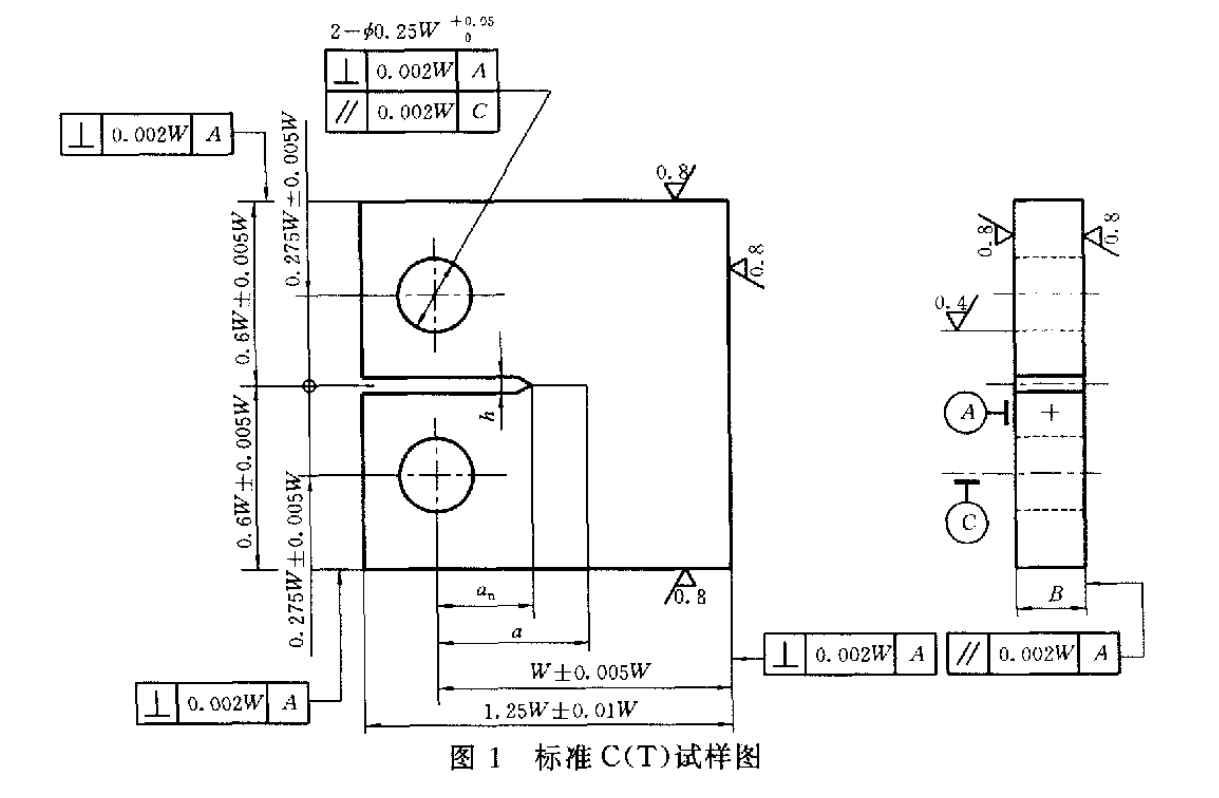 2-ϕ0.25W +0.05 0
⊥ 0.002W A
// 0.002W C
⊥ 0.002W A
0.275W±0.005W
0.6W±0.005W
0.8
0.8
0.8
0.8
0.4
h
A
0.6W±0.005W
0.275W±0.005W
C
aₙ
a
0.8
B
W±0.005W
⊥ 0.002W A
// 0.002W A
⊥ 0.002W A
1.25W±0.01W
图 1 标准 C(T)试样图